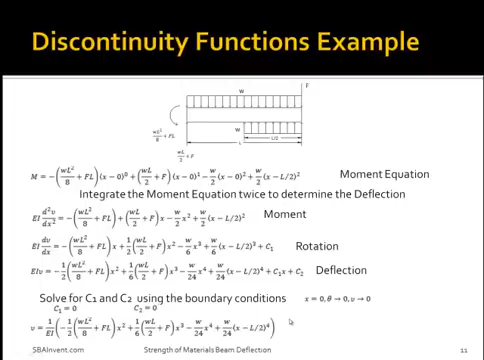 Discontinuity Functions Example
F
w
w
L/2
L
wL²/8 + FL
wL/2 + F
M = −(wL²/8 + FL)(x − 0)⁰ + (wL/2 + F)(x − 0)¹ − w/2 (x − 0)² + w/2 (x − L/2)² Moment Equation
Integrate the Moment Equation twice to determine the Deflection
EI d²v/dx² = −(wL²/8 + FL) + (wL/2 + F)x − w/2 x² + w/2 (x − L/2)² Moment
EI dv/dx = −(wL²/8 + FL)x + 1/2 (wL/2 + F)x² − w/6 x³ + w/6 (x − L/2)³ + C₁ Rotation
EIv = −1/2 (wL²/8 + FL)x² + 1/6 (wL/2 + F)x³ − w/24 x⁴ + w/24 (x − L/2)⁴ + C₁x + C₂ Deflection
Solve for C1 and C2 using the boundary conditions x = 0, θ → 0, v → 0
C₁ = 0 C₂ = 0
v = 1/EI (−1/2 (wL²/8 + FL)x² + 1/6 (wL/2 + F)x³ − w/24 x⁴ + w/24 (x − L/2)⁴)
SBAInvent.com Strength of Materials Beam Deflection 11